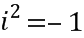 i² =− 1